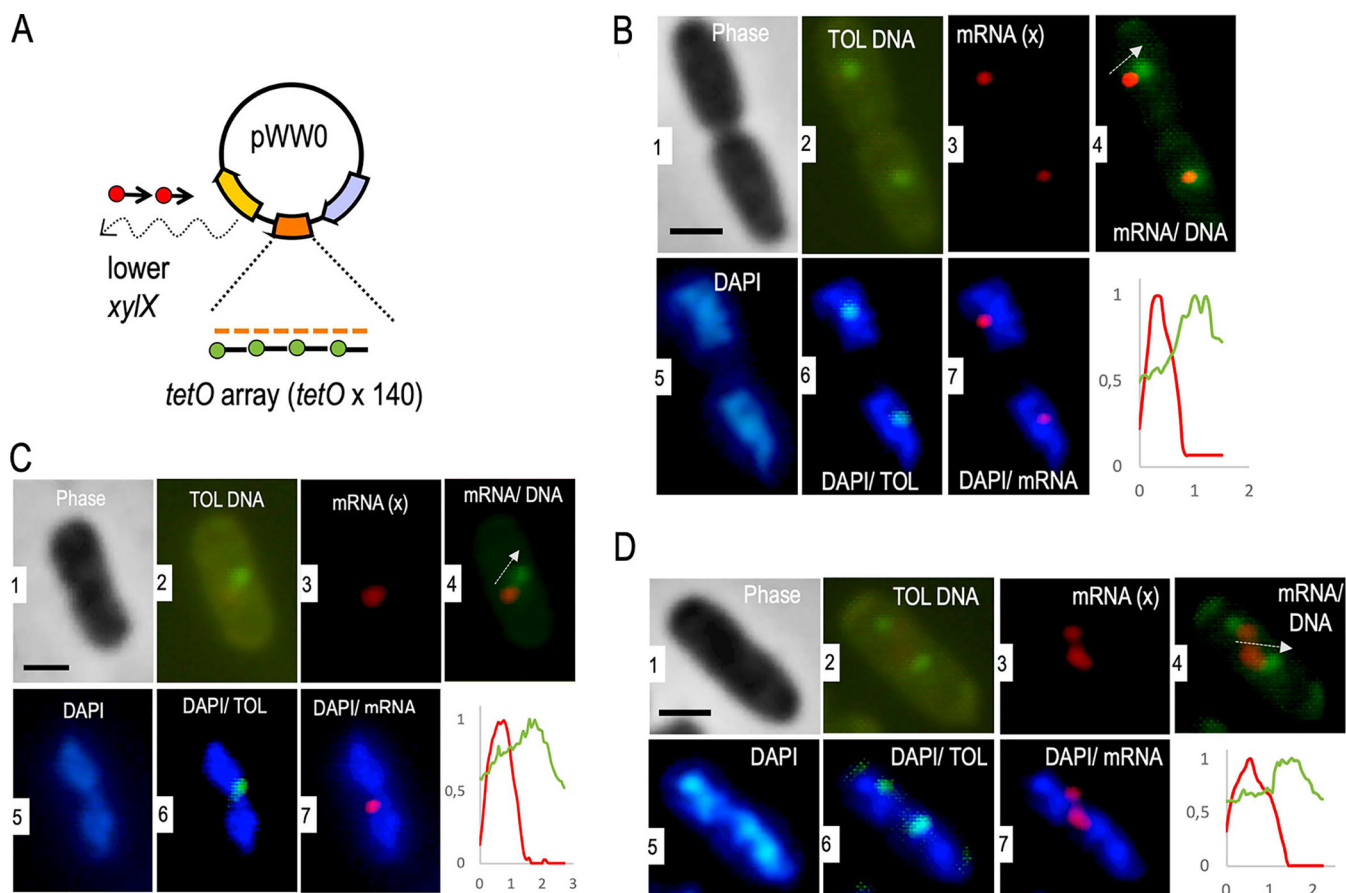 A
pWW0
lower
xylX
tetO array (tetO x 140)
B
Phase
TOL DNA
mRNA (x)
1
2
3
4
mRNA/ DNA
DAPI
5
6
7
DAPI/ TOL
DAPI/ mRNA
1
0,5
0
0
1
2
C
Phase
TOL DNA
mRNA (x)
mRNA/ DNA
1
2
3
4
DAPI
DAPI/ TOL
DAPI/ mRNA
5
6
7
1
0,5
0
0
1
2
3
D
Phase
TOL DNA
mRNA (x)
mRNA/
DNA
1
2
3
4
DAPI
DAPI/ TOL
DAPI/ mRNA
5
6
7
1
0,5
0
0
1
2